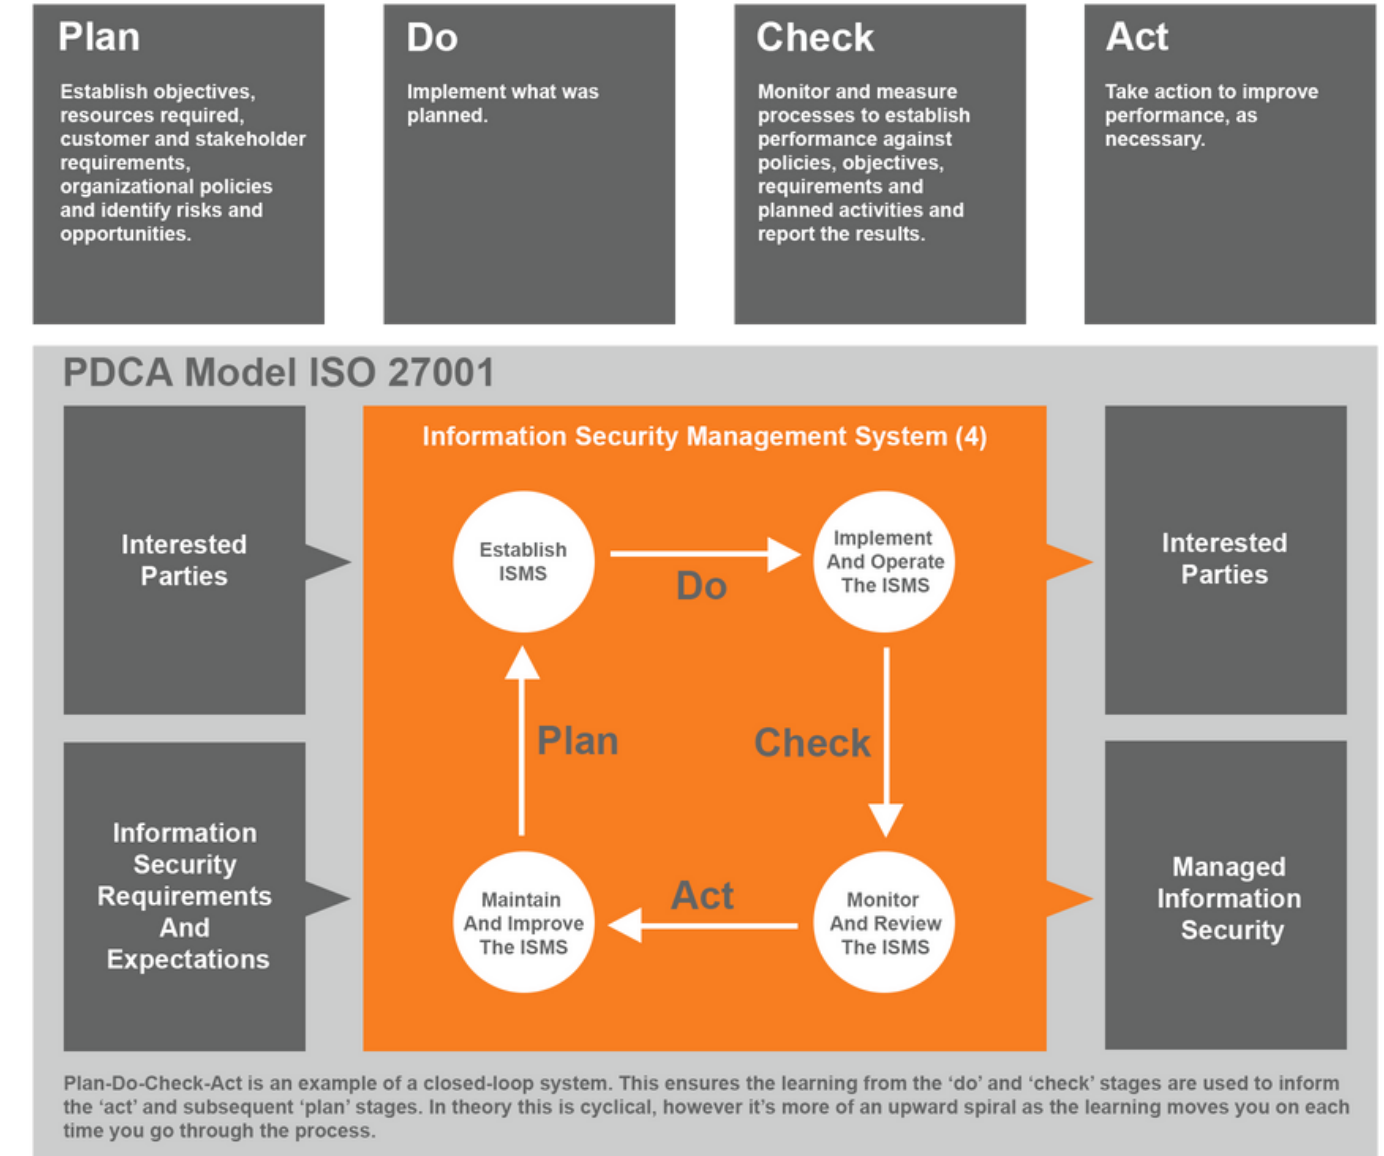 Plan
Establish objectives,
resources required,
customer and stakeholder
requirements,
organizational policies
and identify risks and
opportunities.
Do
Implement what was
planned.
Check
Monitor and measure
processes to establish
performance against
policies, objectives,
requirements and
planned activities and
report the results.
Act
Take action to improve
performance, as
necessary.
PDCA Model ISO 27001
Interested
Parties
Information
Security
Requirements
And
Expectations
Information Security Management System (4)
Establish
ISMS
Do
Implement
And Operate
The ISMS
Plan
Check
Maintain
And Improve
The ISMS
Act
Monitor
And Review
The ISMS
Interested
Parties
Managed
Information
Security
Plan-Do-Check-Act is an example of a closed-loop system. This ensures the learning from the ‘do’ and ‘check’ stages are used to inform
the ‘act’ and subsequent ‘plan’ stages. In theory this is cyclical, however it’s more of an upward spiral as the learning moves you on each
time you go through the process.